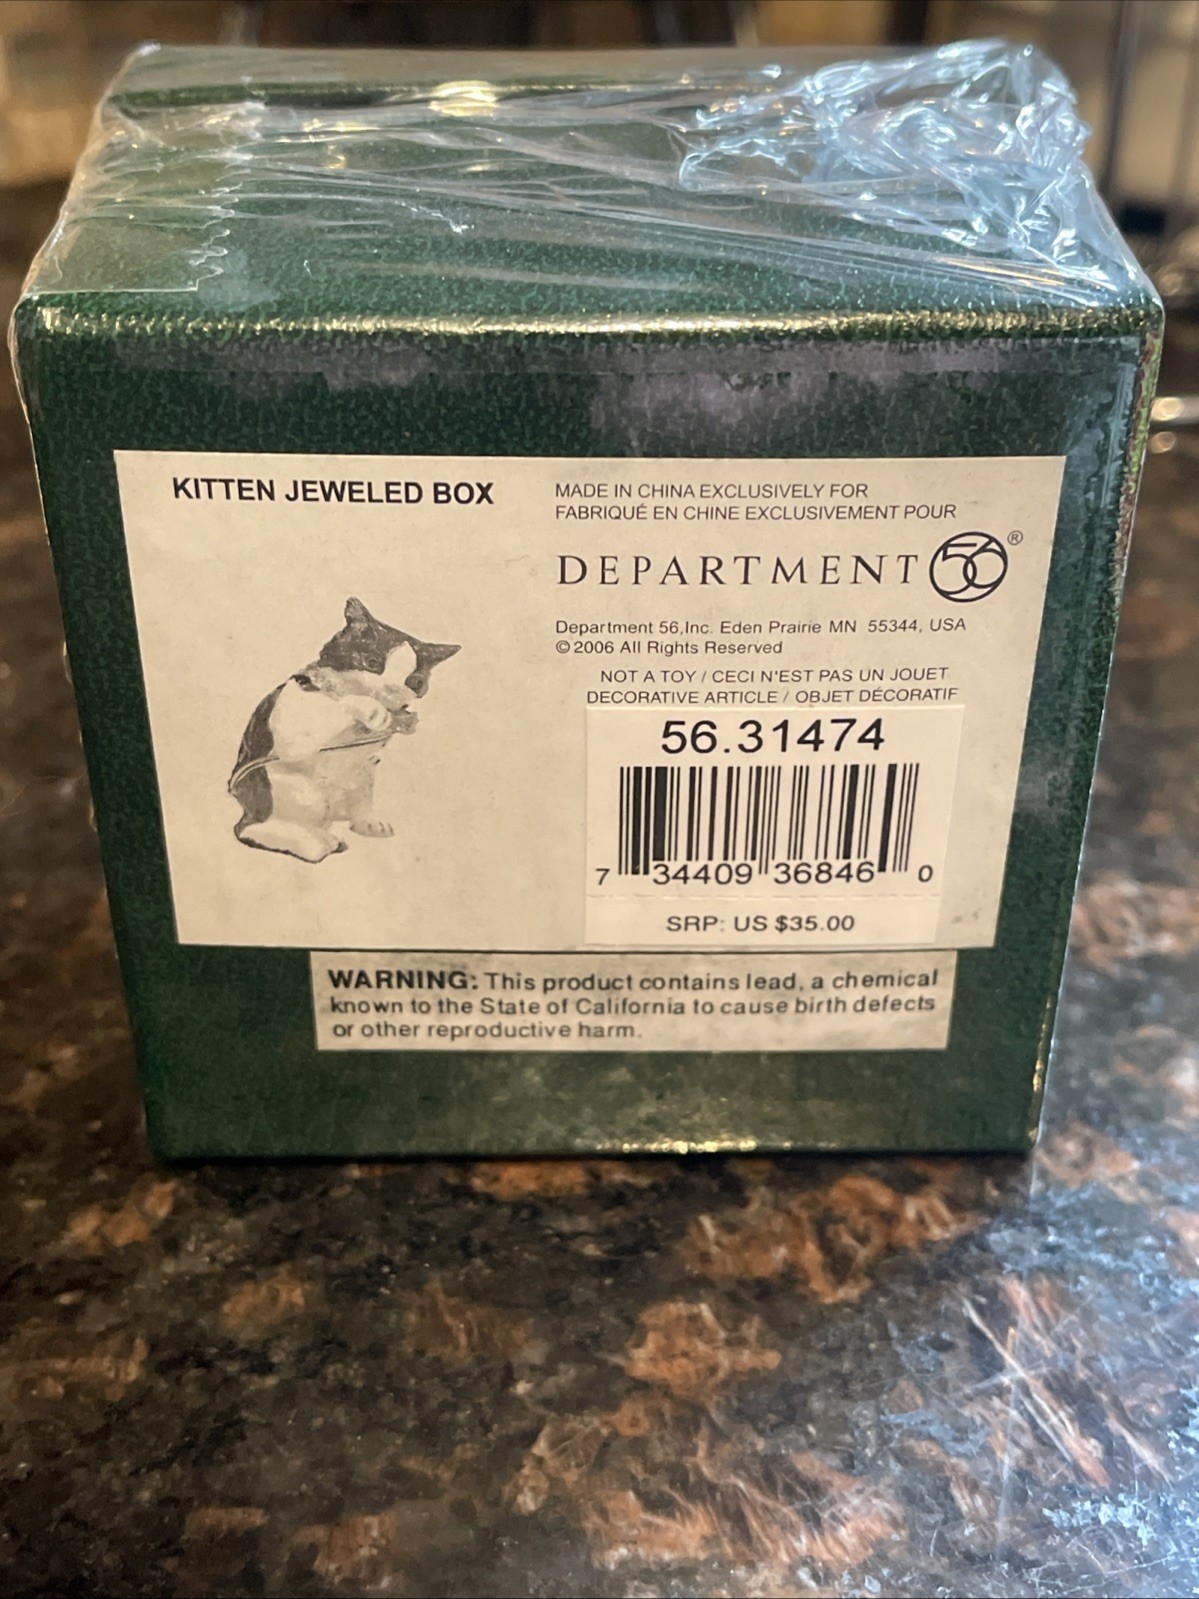 KITTEN JEWELED BOX
MADE IN CHINA EXCLUSIVELY FOR
FABRIQUÉ EN CHINE EXCLUSIVEMENT POUR
DEPARTMENT 56®
Department 56,Inc. Eden Prairie MN 55344, USA
©2006 All Rights Reserved
NOT A TOY / CECI N'EST PAS UN JOUET
DECORATIVE ARTICLE / OBJET DÉCORATIF
56.31474
7 34409 36846 0
SRP: US $35.00
WARNING: This product contains lead, a chemical
known to the State of California to cause birth defects
or other reproductive harm.